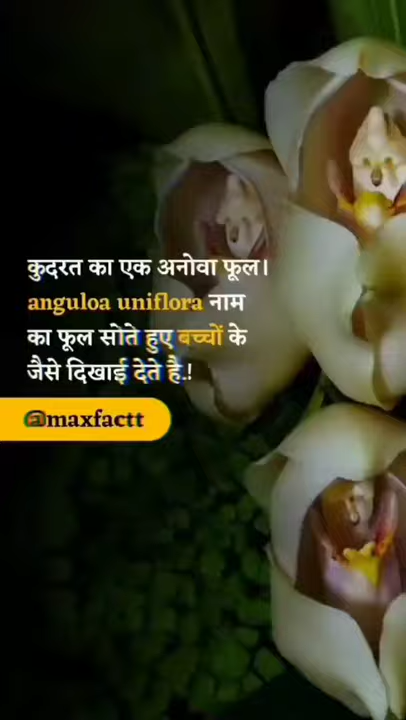 कुदरत का एक अनोवा फूल।
anguloa uniflora नाम
का फूल सोते हुए बच्चों के
जैसे दिखाई देते है.!
@maxfactt